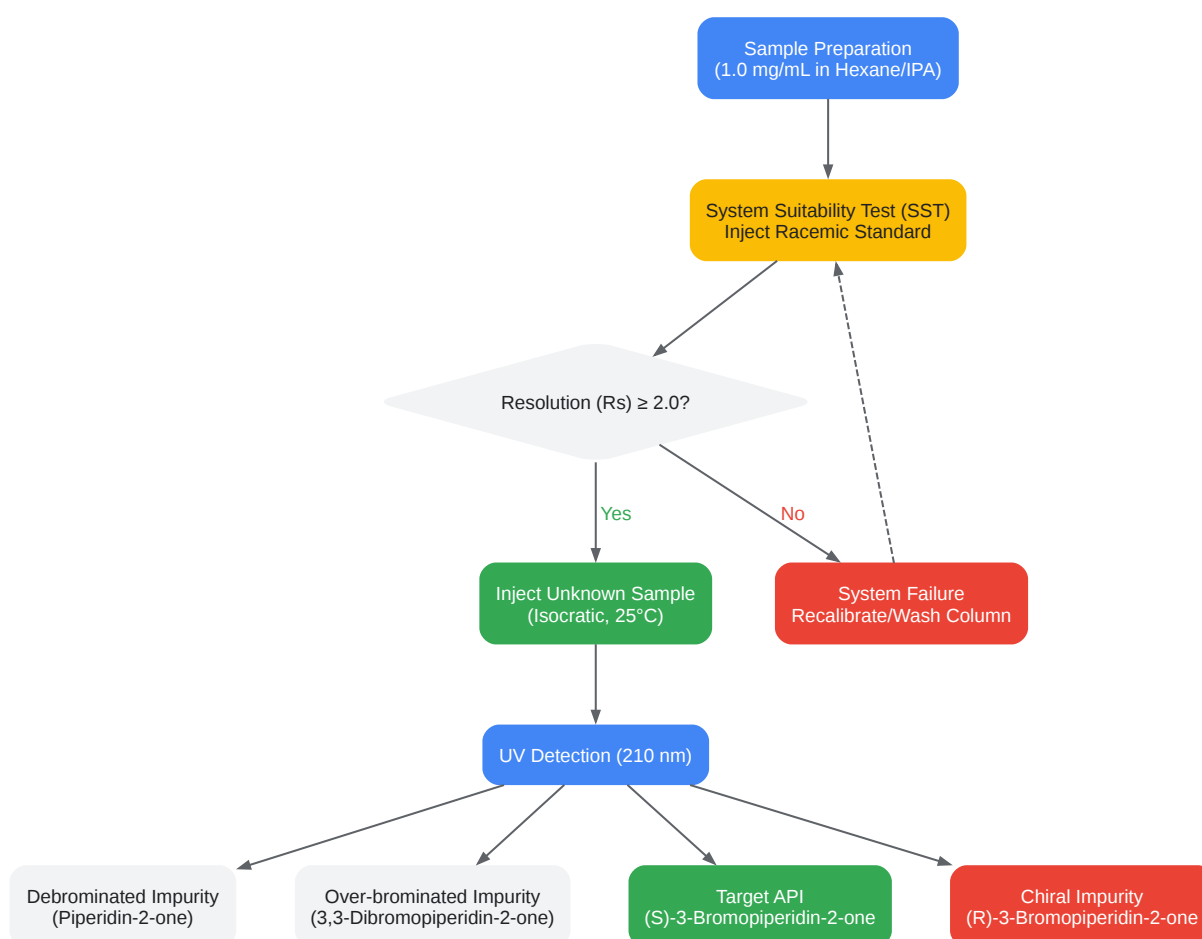 Sample Preparation
(1.0 mg/mL in Hexane/IPA)
System Suitability Test (SST)
Inject Racemic Standard
Resolution (Rs) ≥ 2.0?
Yes
No
Inject Unknown Sample
(Isocratic, 25°C)
System Failure
Recalibrate/Wash Column
UV Detection (210 nm)
Debrominated Impurity
(Piperidin-2-one)
Over-brominated Impurity
(3,3-Dibromopiperidin-2-one)
Target API
(S)-3-Bromopiperidin-2-one
Chiral Impurity
(R)-3-Bromopiperidin-2-one